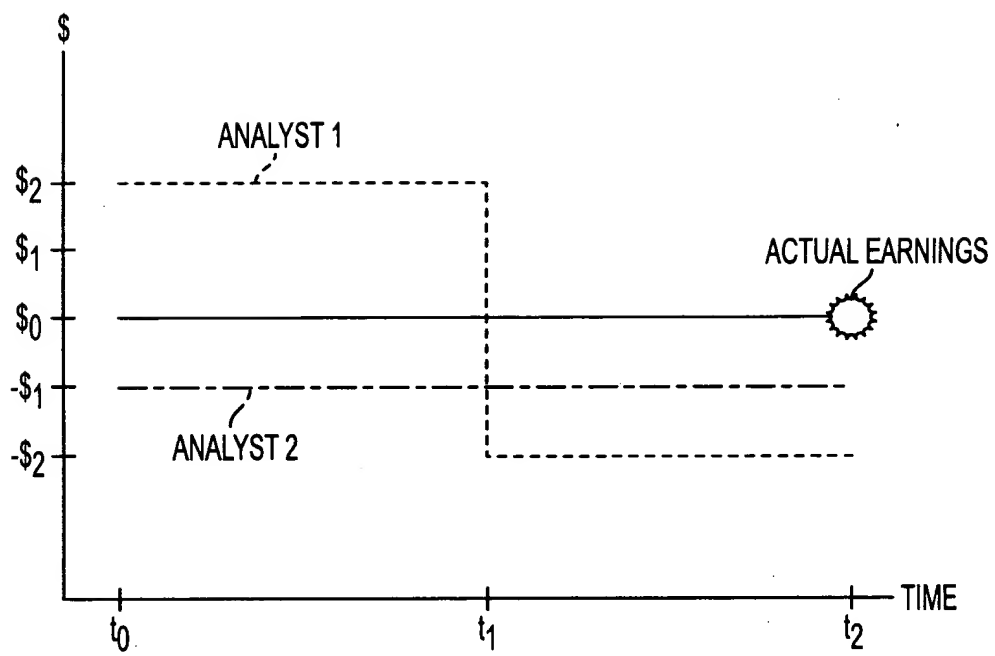 $
ANALYST 1
$2
$1
ACTUAL EARNINGS
$0
-$1
ANALYST 2
-$2
TIME
t0
t1
t2